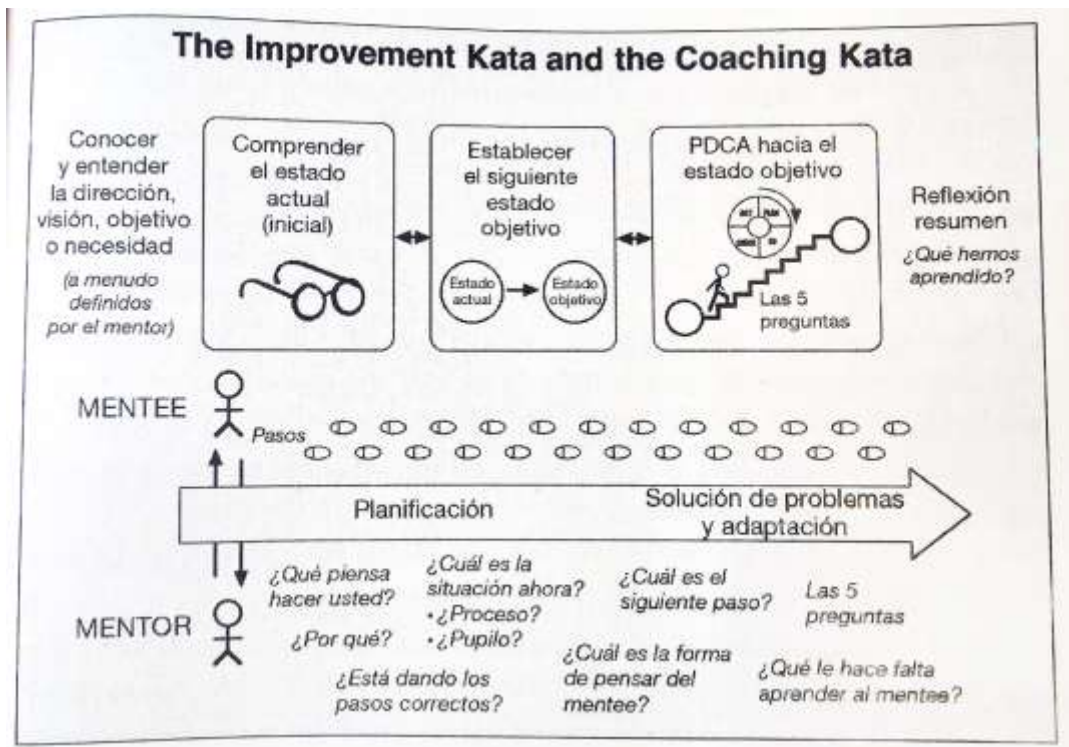 The Improvement Kata and the Coaching Kata
Conocer
y entender
la dirección,
visión, objetivo
o necesidad
(a menudo
definidos
por el mentor)
Comprender
el estado
actual
(inicial)
Establecer
el siguiente
estado
objetivo
Estado
actual
Estado
objetivo
PDCA hacia el
estado objetivo
ACT PLAN
DO
Las 5
preguntas
Reflexión
resumen
¿Qué hemos
aprendido?
MENTEE
Pasos
Planificación
Solución de problemas
y adaptación
MENTOR
¿Qué piensa
hacer usted?
¿Por qué?
¿Cuál es la
situación ahora?
• ¿Proceso?
• ¿Pupilo?
¿Cuál es el
siguiente paso?
Las 5
preguntas
¿Está dando los
pasos correctos?
¿Cuál es la forma
de pensar del
mentee?
¿Qué le hace falta
aprender al mentee?